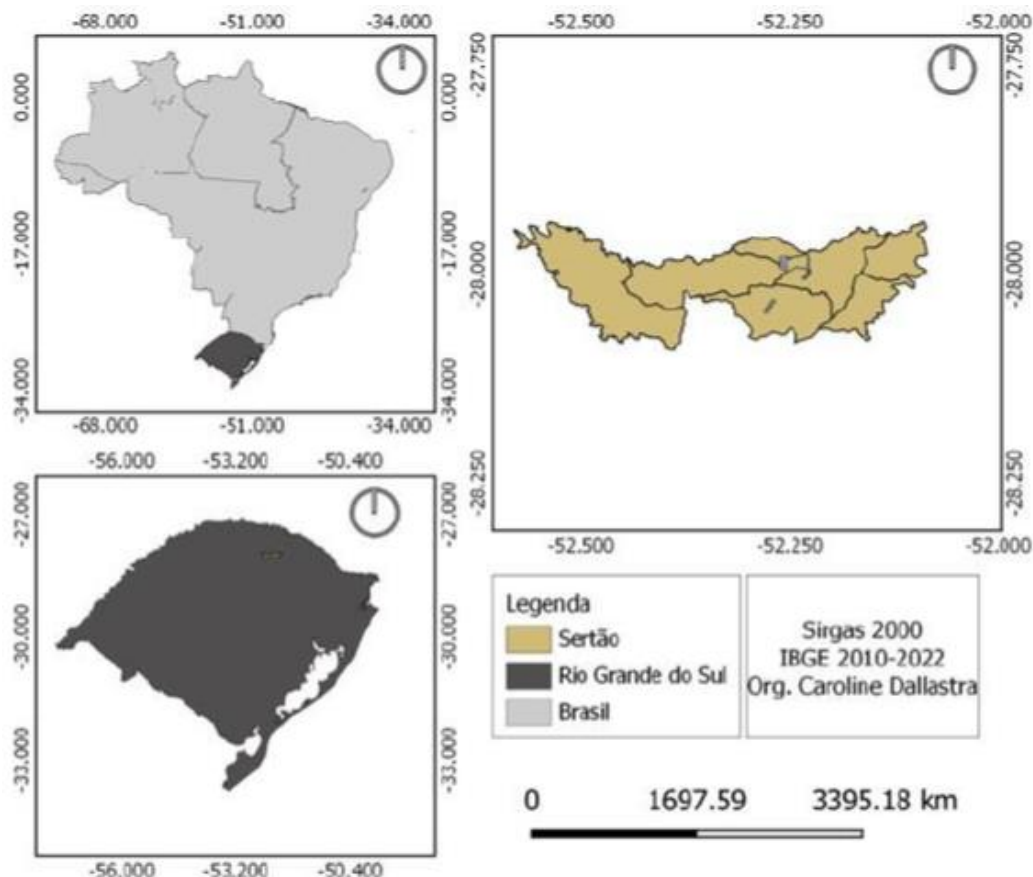 -68.000 -51.000 -34.000
0.000 0.000
-17.000 -17.000
-34.000 -34.000
-68.000 -51.000 -34.000
-52.500 -52.250 -52.000
-27.750 -27.750
-28.000 -28.000
-28.250 -28.250
-52.500 -52.250 -52.000
-56.000 -53.200 -50.400
-27.000 -27.000
-30.000 -30.000
-33.000 -33.000
-56.000 -53.200 -50.400
Legenda
Sertão
Rio Grande do Sul
Brasil
Sirgas 2000
IBGE 2010-2022
Org. Caroline Dallastra
0 1697.59 3395.18 km